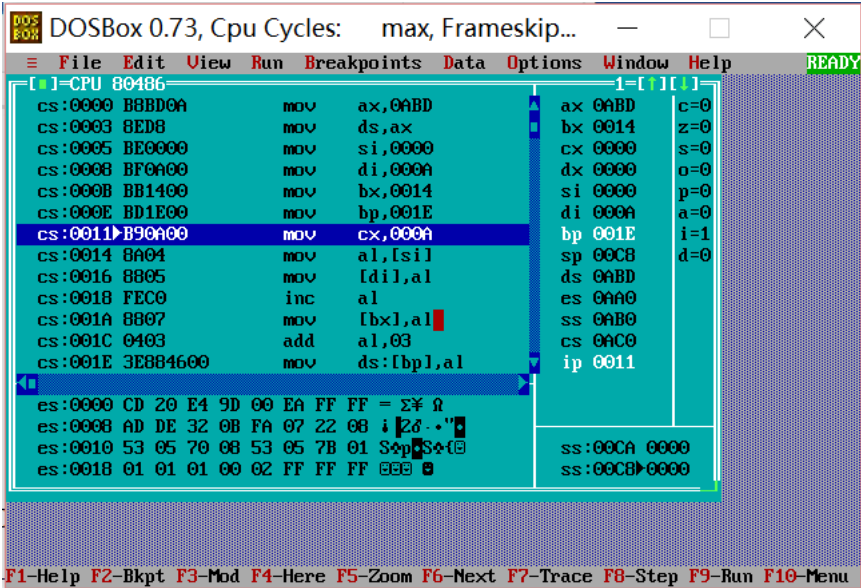 DOSBox 0.73, Cpu Cycles: max, Frameskip...
≡ File Edit View Run Breakpoints Data Options Window Help READY
[■]=CPU 80486 1=[↑][↓]
cs:0000 B8BD0A mov ax,0ABD ax 0ABD c=0
cs:0003 8ED8 mov ds,ax bx 0014 z=0
cs:0005 BE0000 mov si,0000 cx 0000 s=0
cs:0008 BF0A00 mov di,000A dx 0000 o=0
cs:000B BB1400 mov bx,0014 si 0000 p=0
cs:000E BD1E00 mov bp,001E di 000A a=0
cs:0011►B90A00 mov cx,000A bp 001E i=1
cs:0014 8A04 mov al,[si] sp 00C8 d=0
cs:0016 8805 mov [di],al ds 0ABD
cs:0018 FEC0 inc al es 0AA0
cs:001A 8807 mov [bx],al ss 0AB0
cs:001C 0403 add al,03 cs 0AC0
cs:001E 3E884600 mov ds:[bp],al ip 0011
es:0000 CD 20 E4 9D 00 EA FF FF = Σ¥ Ω
es:0008 AD DE 32 0B FA 07 22 08
es:0010 53 05 70 08 53 05 7B 01 S♣p◘S♣{☺ ss:00CA 0000
es:0018 01 01 01 00 02 FF FF FF ☺☺☺ ☻ ss:00C8►0000
F1-Help F2-Bkpt F3-Mod F4-Here F5-Zoom F6-Next F7-Trace F8-Step F9-Run F10-Menu